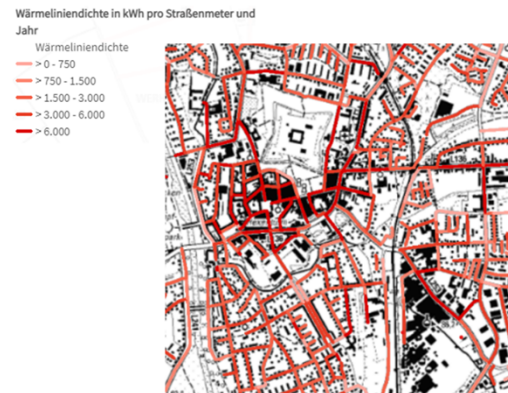 Wärmeliniendichte in kWh pro Straßenmeter und
Jahr
Wärmeliniendichte
> 0 - 750
> 750 - 1.500
> 1.500 - 3.000
> 3.000 - 6.000
> 6.000